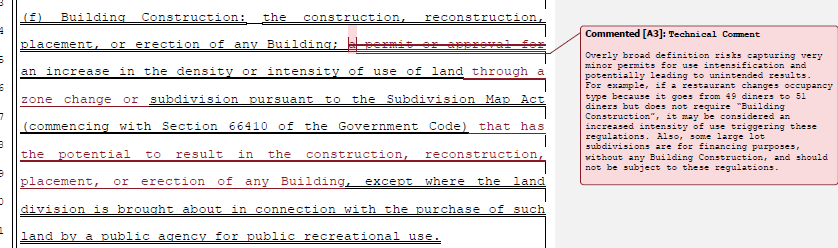 (f) Building Construction: the construction, reconstruction,
placement, or erection of any Building; a permit or approval for
an increase in the density or intensity of use of land through a
zone change or subdivision pursuant to the Subdivision Map Act
(commencing with Section 66410 of the Government Code) that has
the potential to result in the construction, reconstruction,
placement, or erection of any Building, except where the land
division is brought about in connection with the purchase of such
land by a public agency for public recreational use.
Commented [A3]: Technical Comment
Overly broad definition risks capturing very
minor permits for use intensification and
potentially leading to unintended results.
For example, if a restaurant changes occupancy
type because it goes from 49 diners to 51
diners but does not require "Building
Construction", it may be considered an
increased intensity of use triggering these
regulations. Also, some large lot
subdivisions are for financing purposes,
without any Building Construction, and should
not be subject to these regulations.